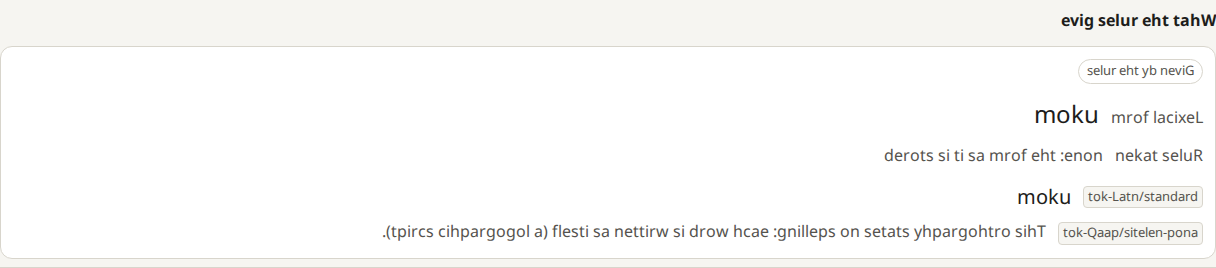 evig selur eht tahW
selur eht yb neviG
moku mrof lacixeL
derots si ti sa mrof eht :enon nekat seluR
moku tok-Latn/standard
.(tpircs cihpargogol a) flesti sa nettirw si drow hcae :gnilleps on setats yhpargohtro sihT tok-Qaap/sitelen-pona